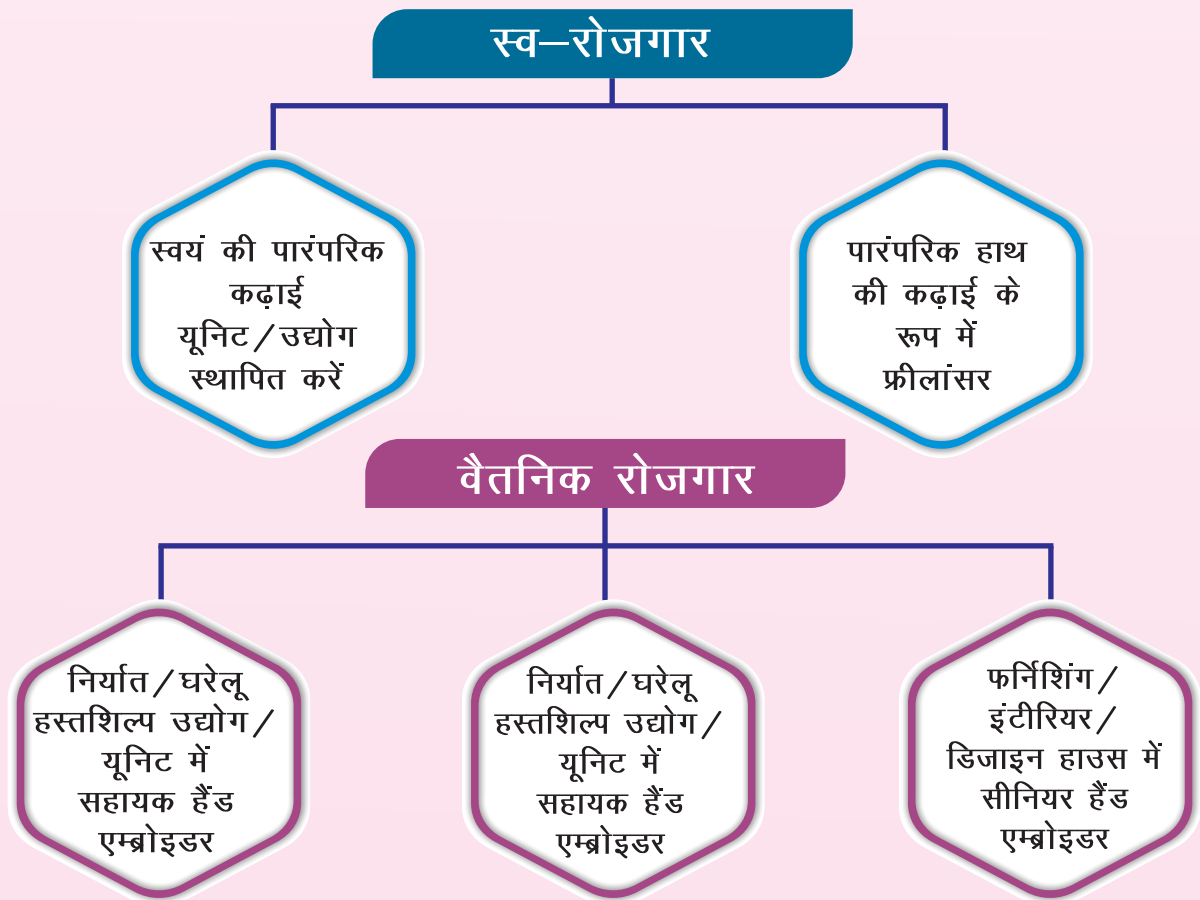 स्व–रोजगार
स्वयं की पारंपरिक
कढ़ाई
यूनिट/उद्योग
स्थापित करें
पारंपरिक हाथ
की कढ़ाई के
रूप में
फ्रीलांसर
वैतनिक रोजगार
निर्यात/घरेलू
हस्तशिल्प उद्योग/
यूनिट में
सहायक हैंड
एम्ब्रोइडर
निर्यात/घरेलू
हस्तशिल्प उद्योग/
यूनिट में
सहायक हैंड
एम्ब्रोइडर
फर्निशिंग/
इंटीरियर/
डिजाइन हाउस में
सीनियर हैंड
एम्ब्रोइडर